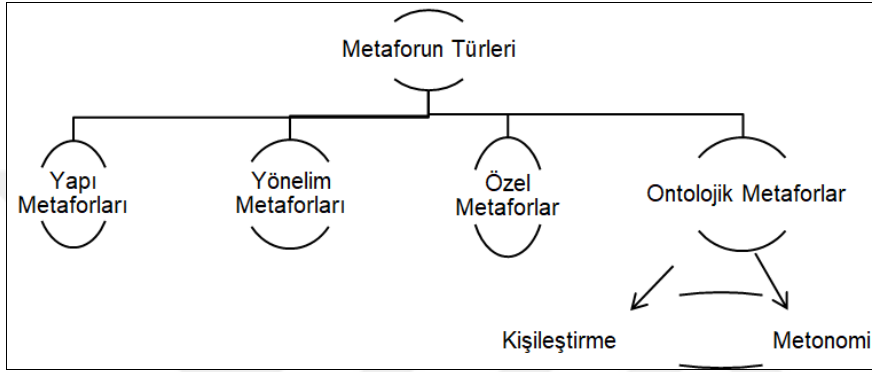 Metaforun Türleri
Yapı
Metaforları
Yönelim
Metaforları
Özel
Metaforlar
Ontolojik Metaforlar
Kişileştirme
Metonomi